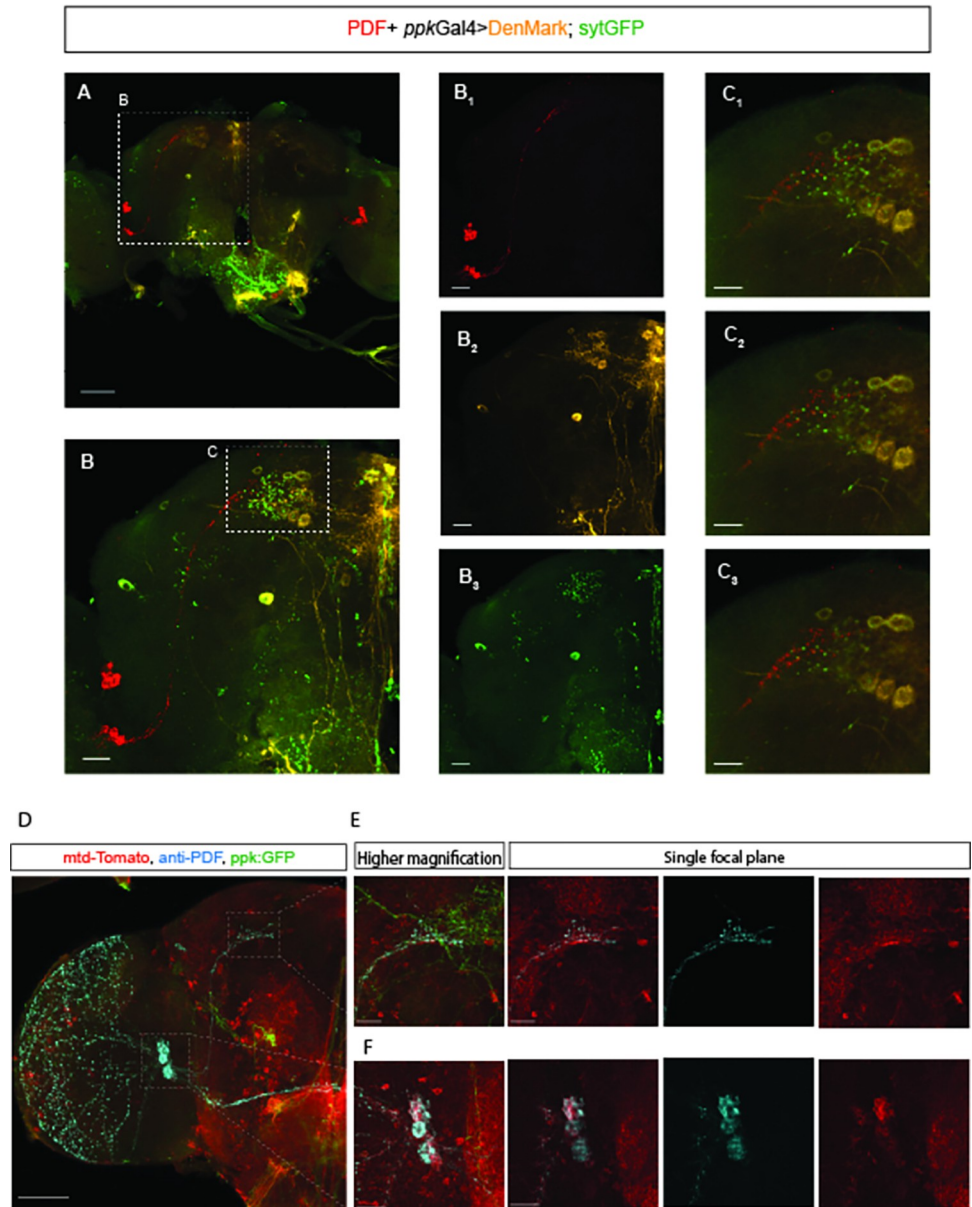 PDF+ ppkGal4>DenMark; sytGFP
A
B
B₁
C₁
B
C
B₂
C₂
B₃
C₃
D
E
mtd-Tomato, anti-PDF, ppk:GFP
Higher magnification
Single focal plane
F